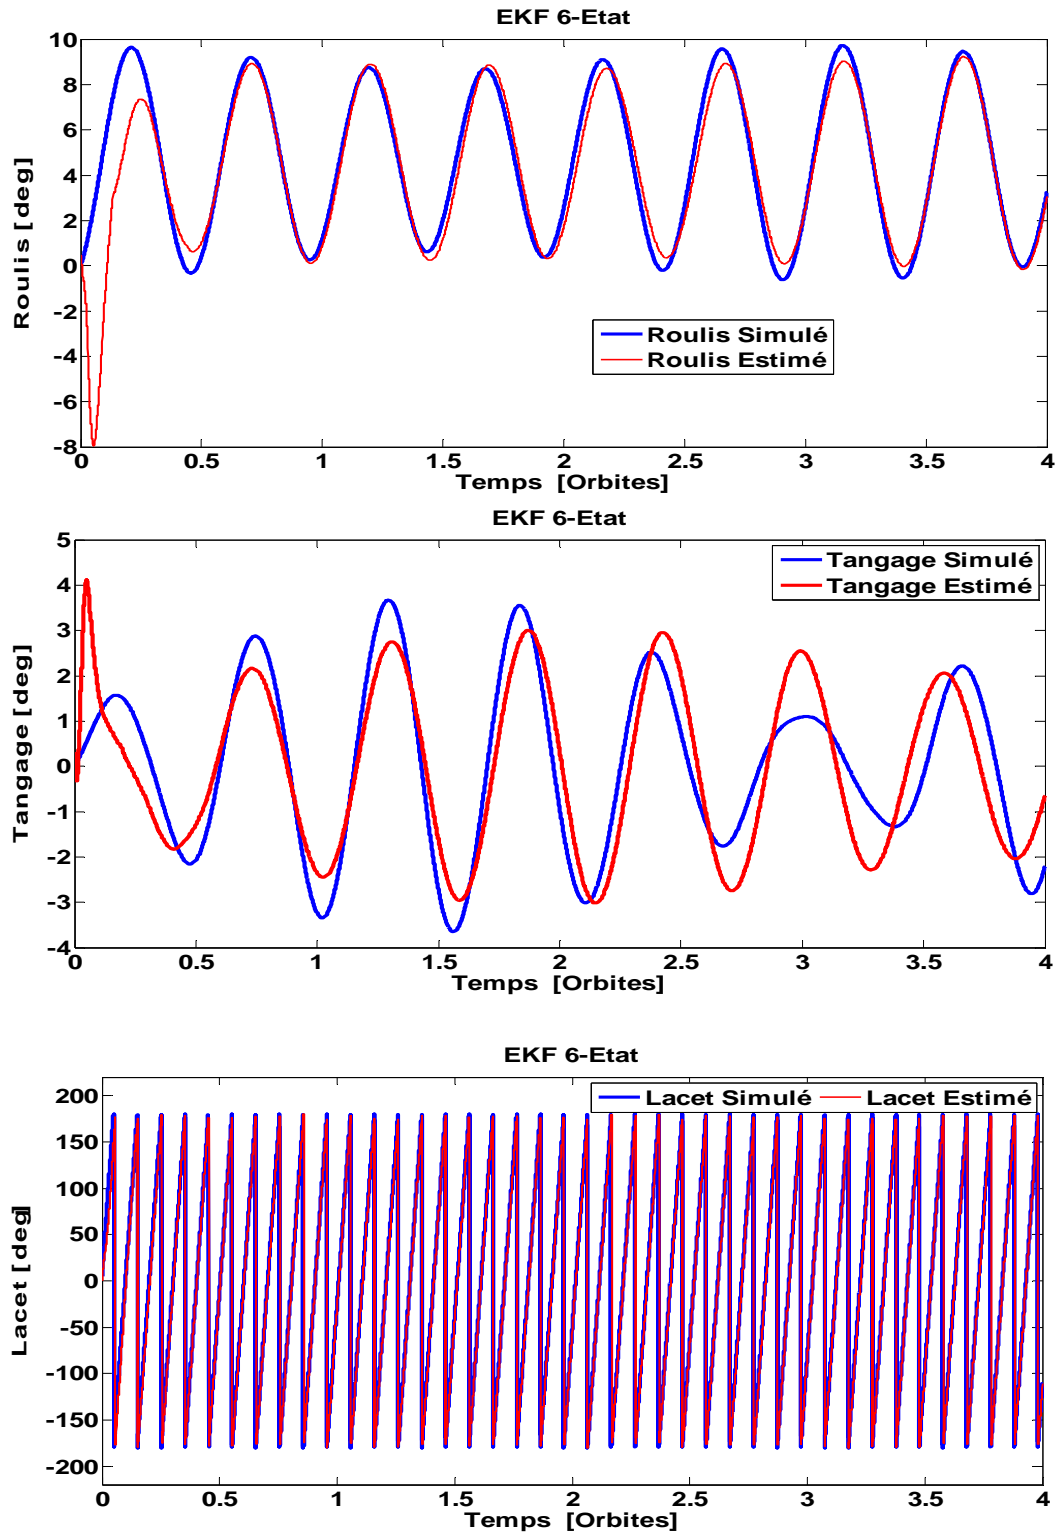 EKF 6-Etat
10
8
6
4
2
0
-2
-4
-6
-8
Roulis [deg]
Roulis Simulé
Roulis Estimé
0 0.5 1 1.5 2 2.5 3 3.5 4
Temps [Orbites]
EKF 6-Etat
5
4
3
2
1
0
-1
-2
-3
-4
Tangage [deg]
Tangage Simulé
Tangage Estimé
0 0.5 1 1.5 2 2.5 3 3.5 4
Temps [Orbites]
EKF 6-Etat
200
150
100
50
0
-50
-100
-150
-200
Lacet [deg]
Lacet Simulé Lacet Estimé
0 0.5 1 1.5 2 2.5 3 3.5 4
Temps [Orbites]